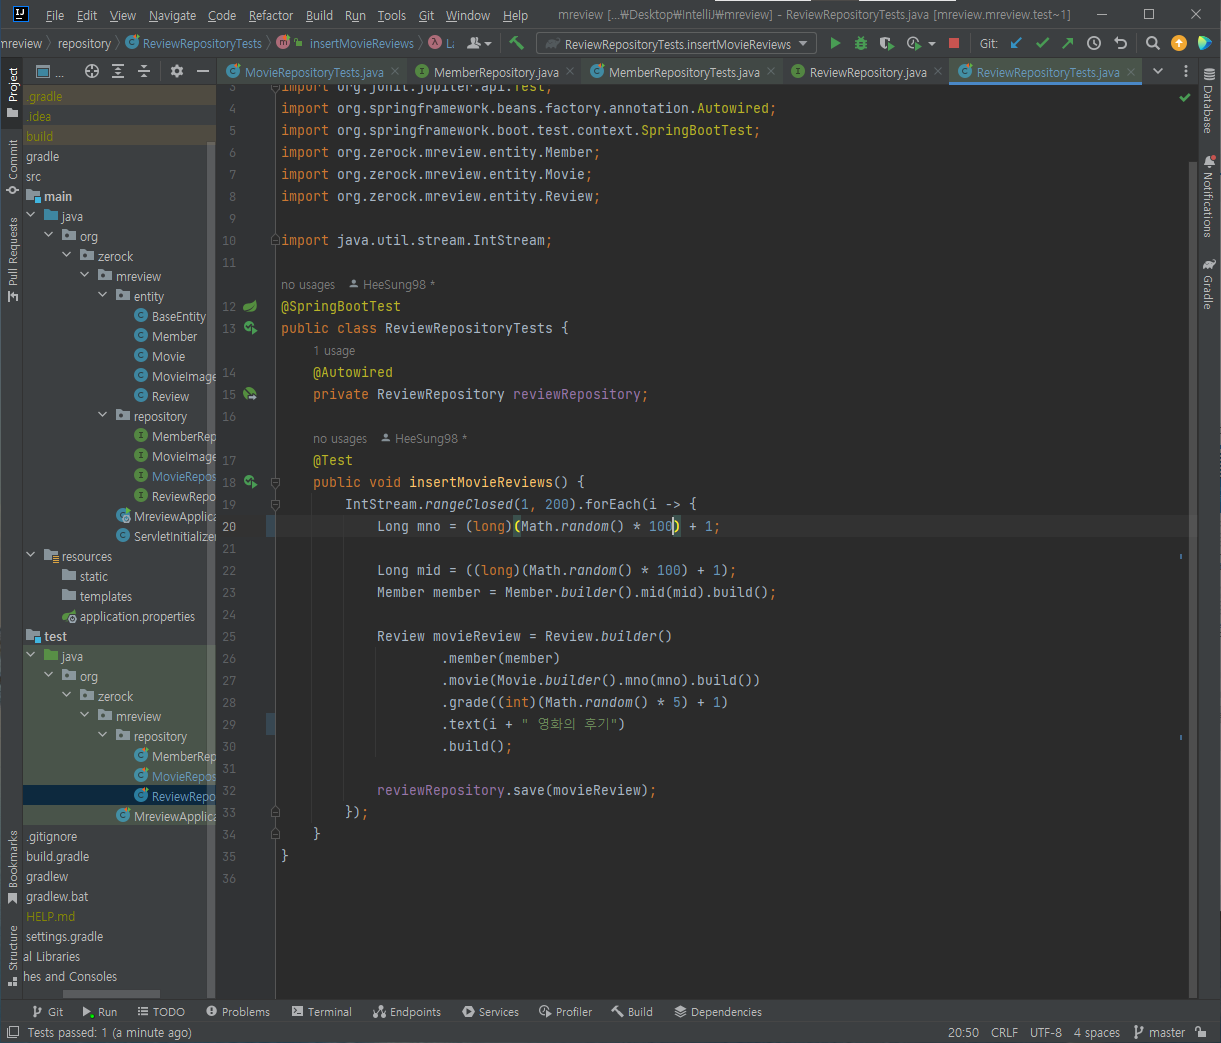 File Edit View Navigate Code Refactor Build Run Tools Git Window Help mreview [...₩Desktop₩IntelliJ₩mreview] - ReviewRepositoryTests.java [mreview.mreview.test~1]
mreview repository ReviewRepositoryTests insertMovieReviews ReviewRepositoryTests.insertMovieReviews Git:
Project ... MovieRepositoryTests.java MemberRepository.java MemberRepositoryTests.java ReviewRepository.java ReviewRepositoryTests.java
Commit
Pull Requests
Bookmarks
Structure
.gradle
.idea
build
gradle
src
main
java
org
zerock
mreview
entity
BaseEntity
Member
Movie
MovieImage
Review
repository
MemberRep
MovieImage
MovieRepos
ReviewRepo
MreviewApplica
ServletInitialize
resources
static
templates
application.properties
test
java
org
zerock
mreview
repository
MemberRep
MovieRepos
ReviewRepo
MreviewApplica
.gitignore
build.gradle
gradlew
gradlew.bat
HELP.md
settings.gradle
al Libraries
hes and Consoles
3 import org.junit.jupiter.api.Test;
4 import org.springframework.beans.factory.annotation.Autowired;
5 import org.springframework.boot.test.context.SpringBootTest;
6 import org.zerock.mreview.entity.Member;
7 import org.zerock.mreview.entity.Movie;
8 import org.zerock.mreview.entity.Review;
9
10 import java.util.stream.IntStream;
11
no usages HeeSung98 *
12 @SpringBootTest
13 public class ReviewRepositoryTests {
1 usage
14 @Autowired
15 private ReviewRepository reviewRepository;
16
no usages HeeSung98 *
17 @Test
18 public void insertMovieReviews() {
19 IntStream.rangeClosed(1, 200).forEach(i -> {
20 Long mno = (long)(Math.random() * 100) + 1;
21
22 Long mid = ((long)(Math.random() * 100) + 1);
23 Member member = Member.builder().mid(mid).build();
24
25 Review movieReview = Review.builder()
26 .member(member)
27 .movie(Movie.builder().mno(mno).build())
28 .grade((int)(Math.random() * 5) + 1)
29 .text(i + " 영화의 후기")
30 .build();
31
32 reviewRepository.save(movieReview);
33 });
34 }
35 }
36
Database
Notifications
Gradle
Git Run TODO Problems Terminal Endpoints Services Profiler Build Dependencies
Tests passed: 1 (a minute ago) 20:50 CRLF UTF-8 4 spaces master